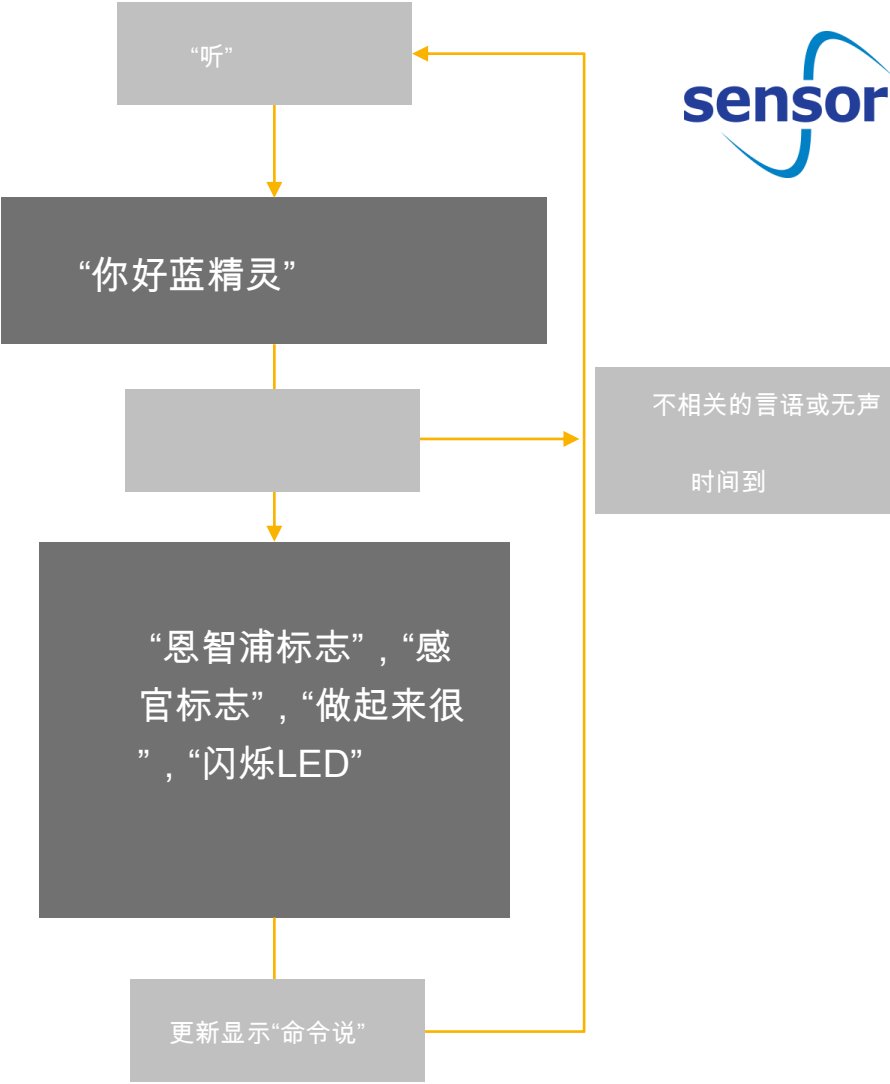 “听”
sensor
“你好蓝精灵”
不相关的言语或无声
时间到
“恩智浦标志”，“感
官标志”，“做起来很
”，“闪烁LED”
更新显示“命令说”